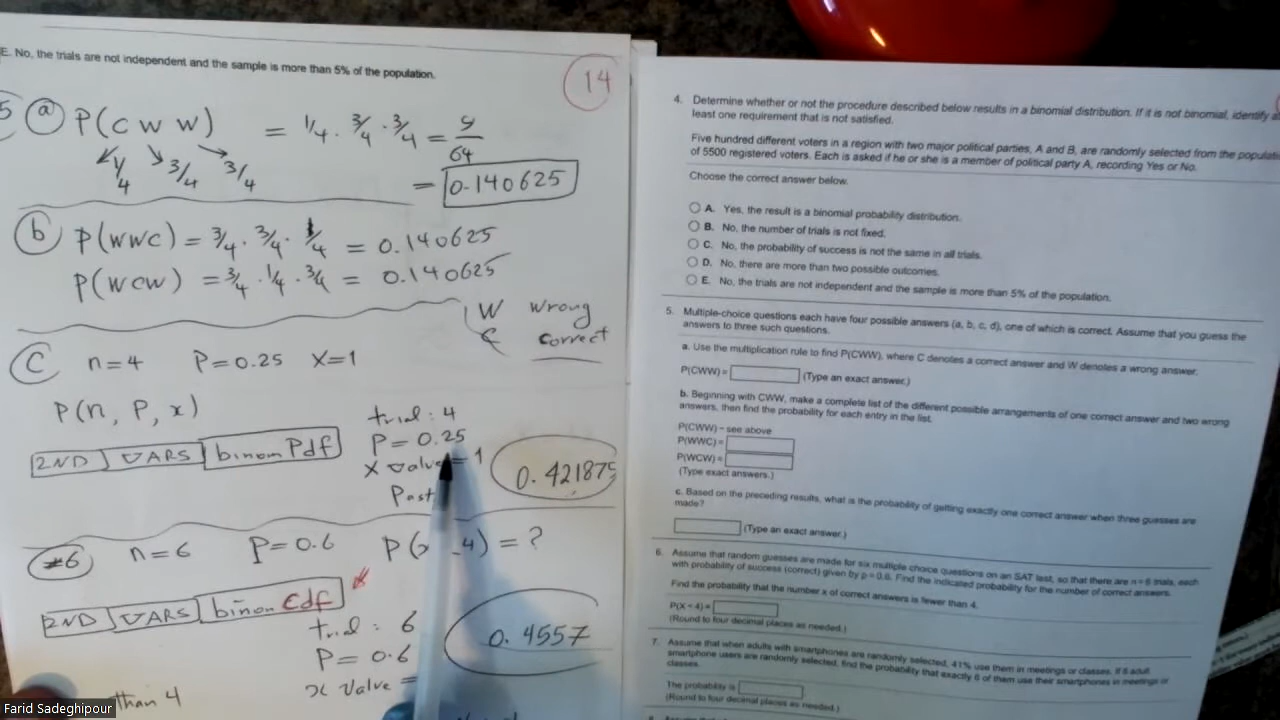 E. No, the trials are not independent and the sample is more than 5% of the population.
14
5 a P(C W W) = 1/4 · 3/4 · 3/4 = 9/64
1/4 3/4 3/4
= 0.140625
b P(WWC) = 3/4 · 3/4 · 1/4 = 0.140625
P(WCW) = 3/4 · 1/4 · 3/4 = 0.140625
W Wrong
C Correct
C n=4 P=0.25 X=1
P(n, P, x)
2ND VARS binom Pdf
trial: 4
P= 0.25
X value = 1
Past
0.421875
#6 n=6 P=0.6 P( 4) = ?
2ND VARS binom Cdf
trial: 6
P= 0.6
x value =
0.4557
than 4
Farid Sadeghipour
4. Determine whether or not the procedure described below results in a binomial distribution. If it is not binomial, identify at
least one requirement that is not satisfied.
Five hundred different voters in a region with two major political parties, A and B, are randomly selected from the
of 5500 registered voters. Each is asked if he or she is a member of political party A, recording Yes or No.
Choose the correct answer below.
A. Yes, the result is a binomial probability distribution.
B. No, the number of trials is not fixed.
C. No, the probability of success is not the same in all trials.
D. No, there are more than two possible outcomes.
E. No, the trials are not independent and the sample is more than 5% of the population.
5. Multiple-choice questions each have four possible answers (a, b, c, d), one of which is correct. Assume that you guess the
answers to three such questions.
a. Use the multiplication rule to find P(CWW), where C denotes a correct answer and W denotes a wrong answer.
P(CWW) = (Type an exact answer.)
b. Beginning with CWW, make a complete list of the different possible arrangements of one correct answer and two wrong
answers, then find the probability for each entry in the list.
P(CWW) – see above
P(WWC) =
P(WCW) =
(Type exact answers.)
c. Based on the preceding results, what is the probability of getting exactly one correct answer when three guesses are
made?
(Type an exact answer.)
6. Assume that random guesses are made for six multiple choice questions on an SAT test, so that there are n = 6 trials, each
with probability of success (correct) given by p = 0.6. Find the indicated probability for the number of correct answers.
Find the probability that the number x of correct answers is fewer than 4.
P(X < 4) =
(Round to four decimal places as needed.)
7. Assume that when adults with smartphones are randomly selected, 41% use them in meetings or classes. If 8 adult
smartphone users are randomly selected, find the probability that exactly 6 of them use their smartphones in meetings or
classes.
The probability is
(Round to four decimal places as needed.)